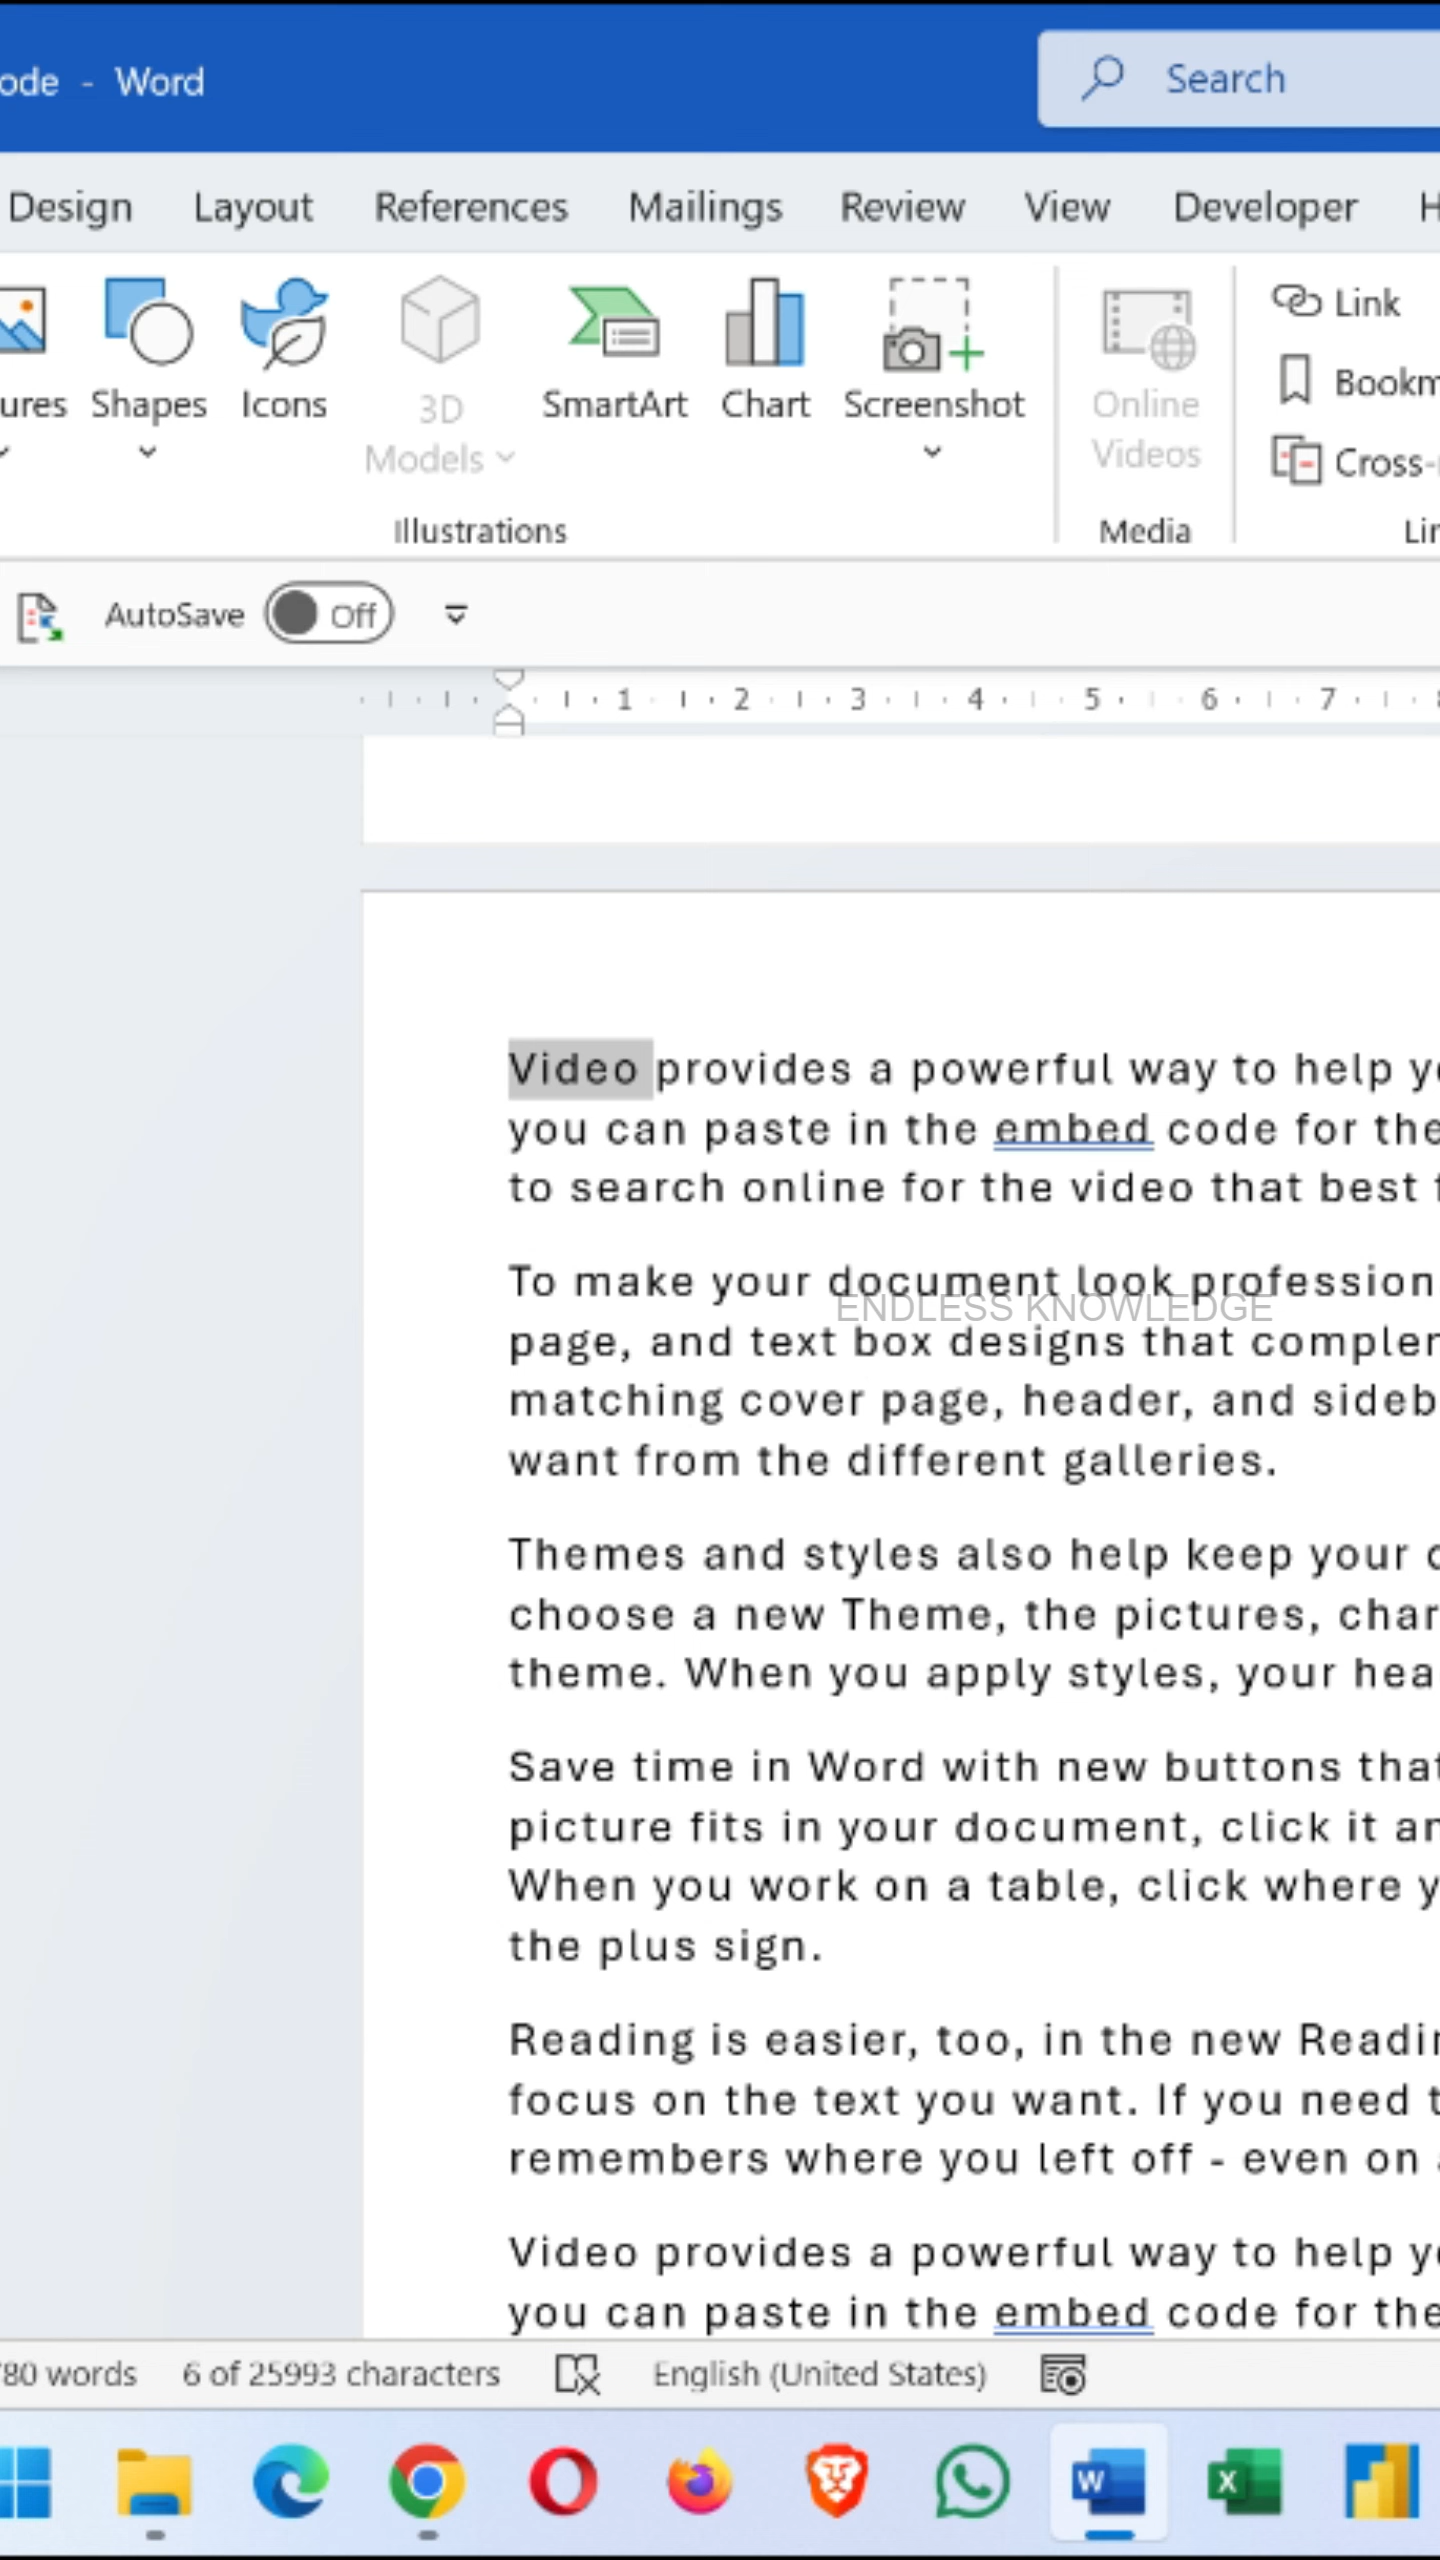 ode - Word
Search
Design Layout References Mailings Review View Developer H
ures Shapes Icons 3D Models SmartArt Chart Screenshot Online Videos Link
Bookm
Cross-
Illustrations Media Lin
AutoSave Off
1 2 3 4 5 6 7
Video provides a powerful way to help y
you can paste in the embed code for the
to search online for the video that best f
To make your document look profession
ENDLESS KNOWLEDGE
page, and text box designs that complem
matching cover page, header, and sideb
want from the different galleries.
Themes and styles also help keep your
choose a new Theme, the pictures, char
theme. When you apply styles, your hea
Save time in Word with new buttons that
picture fits in your document, click it an
When you work on a table, click where y
the plus sign.
Reading is easier, too, in the new Readin
focus on the text you want. If you need t
remembers where you left off - even on
Video provides a powerful way to help y
you can paste in the embed code for the
80 words 6 of 25993 characters English (United States)